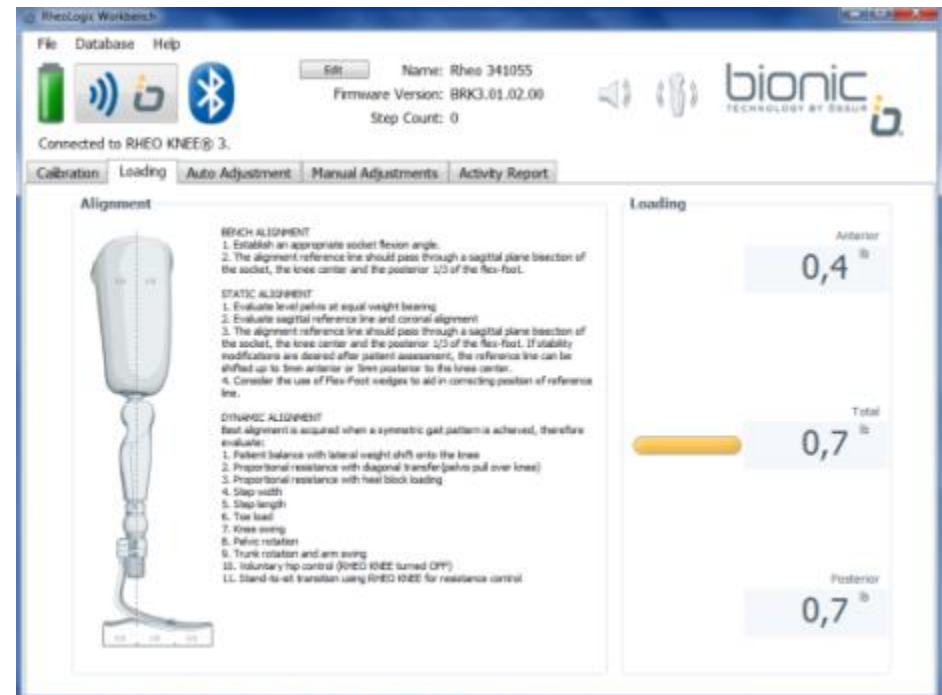 RheoLogic Workbench
File Database Help
Edit Name: Rheo 341055
Firmware Version: BRK3.01.02.00
Step Count: 0
bionic
TECHNOLOGY BY ÖSSUR
Connected to RHEO KNEE® 3.
Calibration Loading Auto Adjustment Manual Adjustments Activity Report
Alignment
BENCH ALIGNMENT
1. Establish an appropriate socket flexion angle.
2. The alignment reference line should pass through a sagittal plane bisection of
the socket, the knee center and the posterior 1/3 of the flex-foot.
STATIC ALIGNMENT
1. Evaluate level pelvis at equal weight bearing
2. Evaluate sagittal reference line and coronal alignment
3. The alignment reference line should pass through a sagittal plane bisection of
the socket, the knee center and the posterior 1/3 of the flex-foot. If stability
modifications are desired after patient assessment, the reference line can be
shifted up to 5mm anterior or 5mm posterior to the knee center.
4. Consider the use of Flex-Foot wedges to aid in correcting position of reference
line.
DYNAMIC ALIGNMENT
Best alignment is acquired when a symmetric gait pattern is achieved, therefore
evaluate:
1. Patient balance with lateral weight shift onto the knee
2. Proportional resistance with diagonal transfer(pelvis pull over knee)
3. Proportional resistance with heel block loading
4. Step width
5. Step length
6. Toe load
7. Knee swing
8. Pelvic rotation
9. Trunk rotation and arm swing
10. Voluntary hip control (RHEO KNEE turned OFF)
11. Stand-to-sit transition using RHEO KNEE for resistance control
Loading
Anterior
0,4 lb
Total
0,7 lb
Posterior
0,7 lb